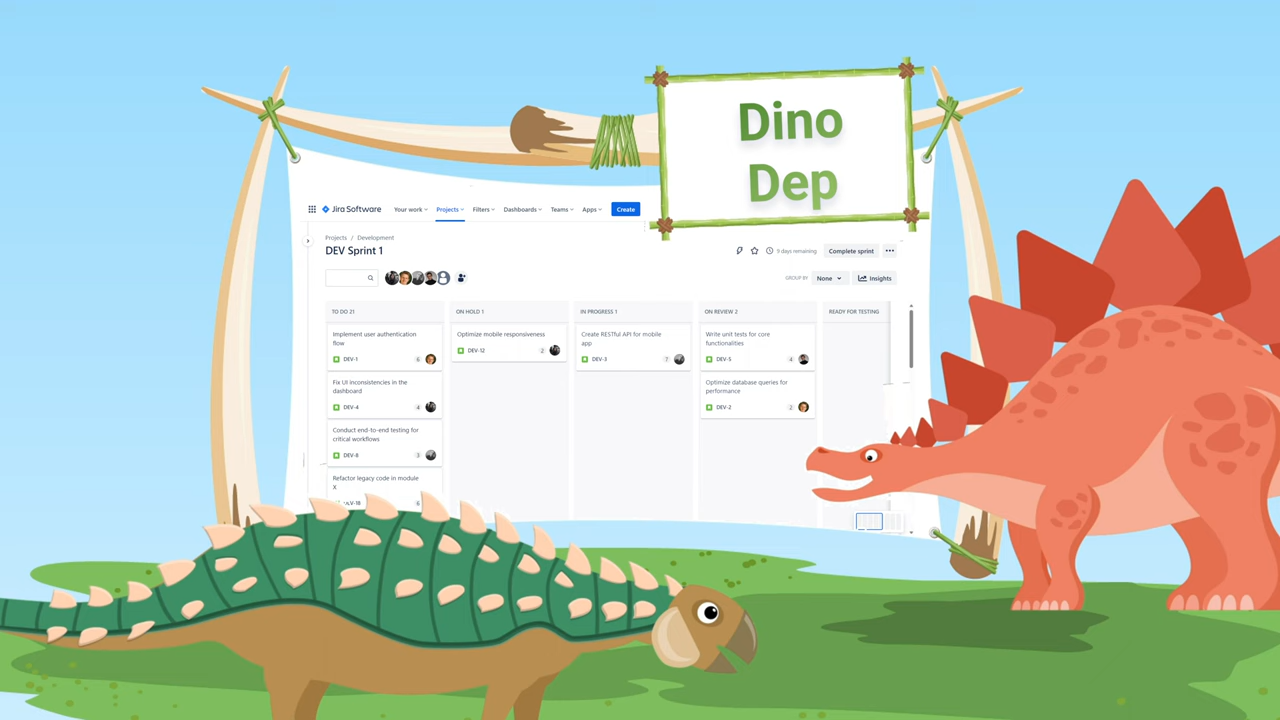 Dino
Dep
Jira Software
Your work
Projects
Filters
Dashboards
Teams
Apps
Create
Projects / Development
DEV Sprint 1
9 days remaining
Complete sprint
GROUP BY
None
Insights
TO DO 21
Implement user authentication
flow
DEV-1
6
Fix UI inconsistencies in the
dashboard
DEV-4
4
Conduct end-to-end testing for
critical workflows
DEV-8
3
Refactor legacy code in module
X
6
ON HOLD 1
Optimize mobile responsiveness
DEV-12
2
IN PROGRESS 1
Create RESTful API for mobile
app
DEV-3
7
ON REVIEW 2
Write unit tests for core
functionalities
DEV-5
4
Optimize database queries for
performance
DEV-2
2
READY FOR TESTING